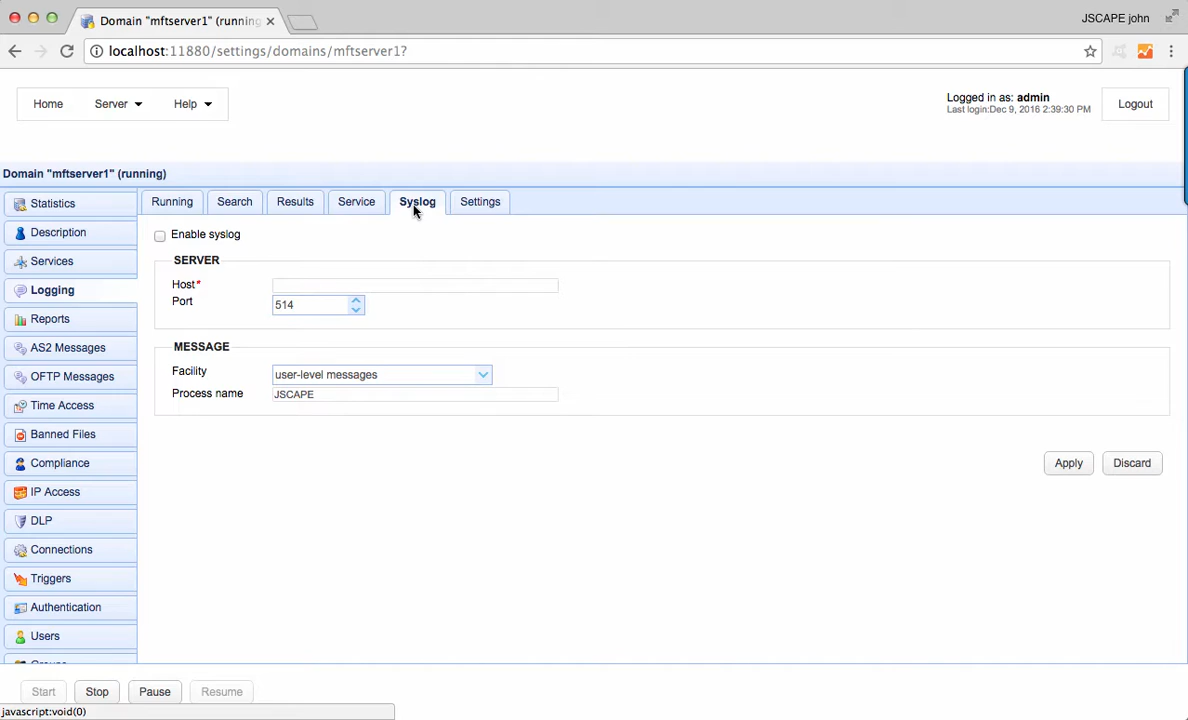 Domain "mftserver1" (running
JSCAPE john
localhost:11880/settings/domains/mftserver1?
Home
Server
Help
Logged in as: admin
Last login:Dec 9, 2016 2:39:30 PM
Logout
Domain "mftserver1" (running)
Statistics
Description
Services
Logging
Reports
AS2 Messages
OFTP Messages
Time Access
Banned Files
Compliance
IP Access
DLP
Connections
Triggers
Authentication
Users
Running
Search
Results
Service
Syslog
Settings
Enable syslog
SERVER
Host*
Port
514
MESSAGE
Facility
user-level messages
Process name
JSCAPE
Apply
Discard
Start
Stop
Pause
Resume
javascript:void(0)